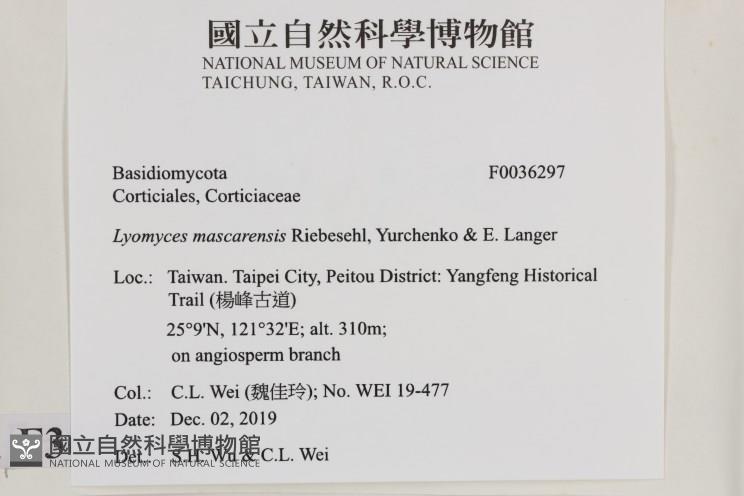 國立自然科學博物館
NATIONAL MUSEUM OF NATURAL SCIENCE
TAICHUNG, TAIWAN, R.O.C.
Basidiomycota F0036297
Corticiales, Corticiaceae
Lyomyces mascarensis Riebesehl, Yurchenko & E. Langer
Loc.: Taiwan. Taipei City, Peitou District: Yangfeng Historical
Trail (楊峰古道)
25°9'N, 121°32'E; alt. 310m;
on angiosperm branch
Col.: C.L. Wei (魏佳玲); No. WEI 19-477
Date: Dec. 02, 2019
Det.: S.H. Wu & C.L. Wei
國立自然科學博物館
NATIONAL MUSEUM OF NATURAL SCIENCE